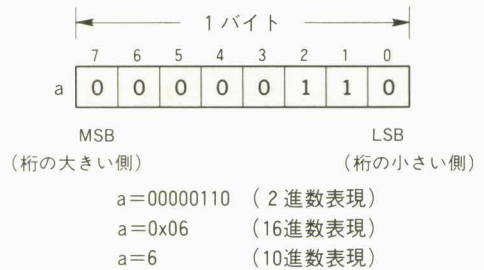 1 バイト
7 6 5 4 3 2 1 0
a 0 0 0 0 0 1 1 0
MSB LSB
(桁の大きい側) (桁の小さい側)
a=00000110 (2進数表現)
a=0x06 (16進数表現)
a=6 (10進数表現)